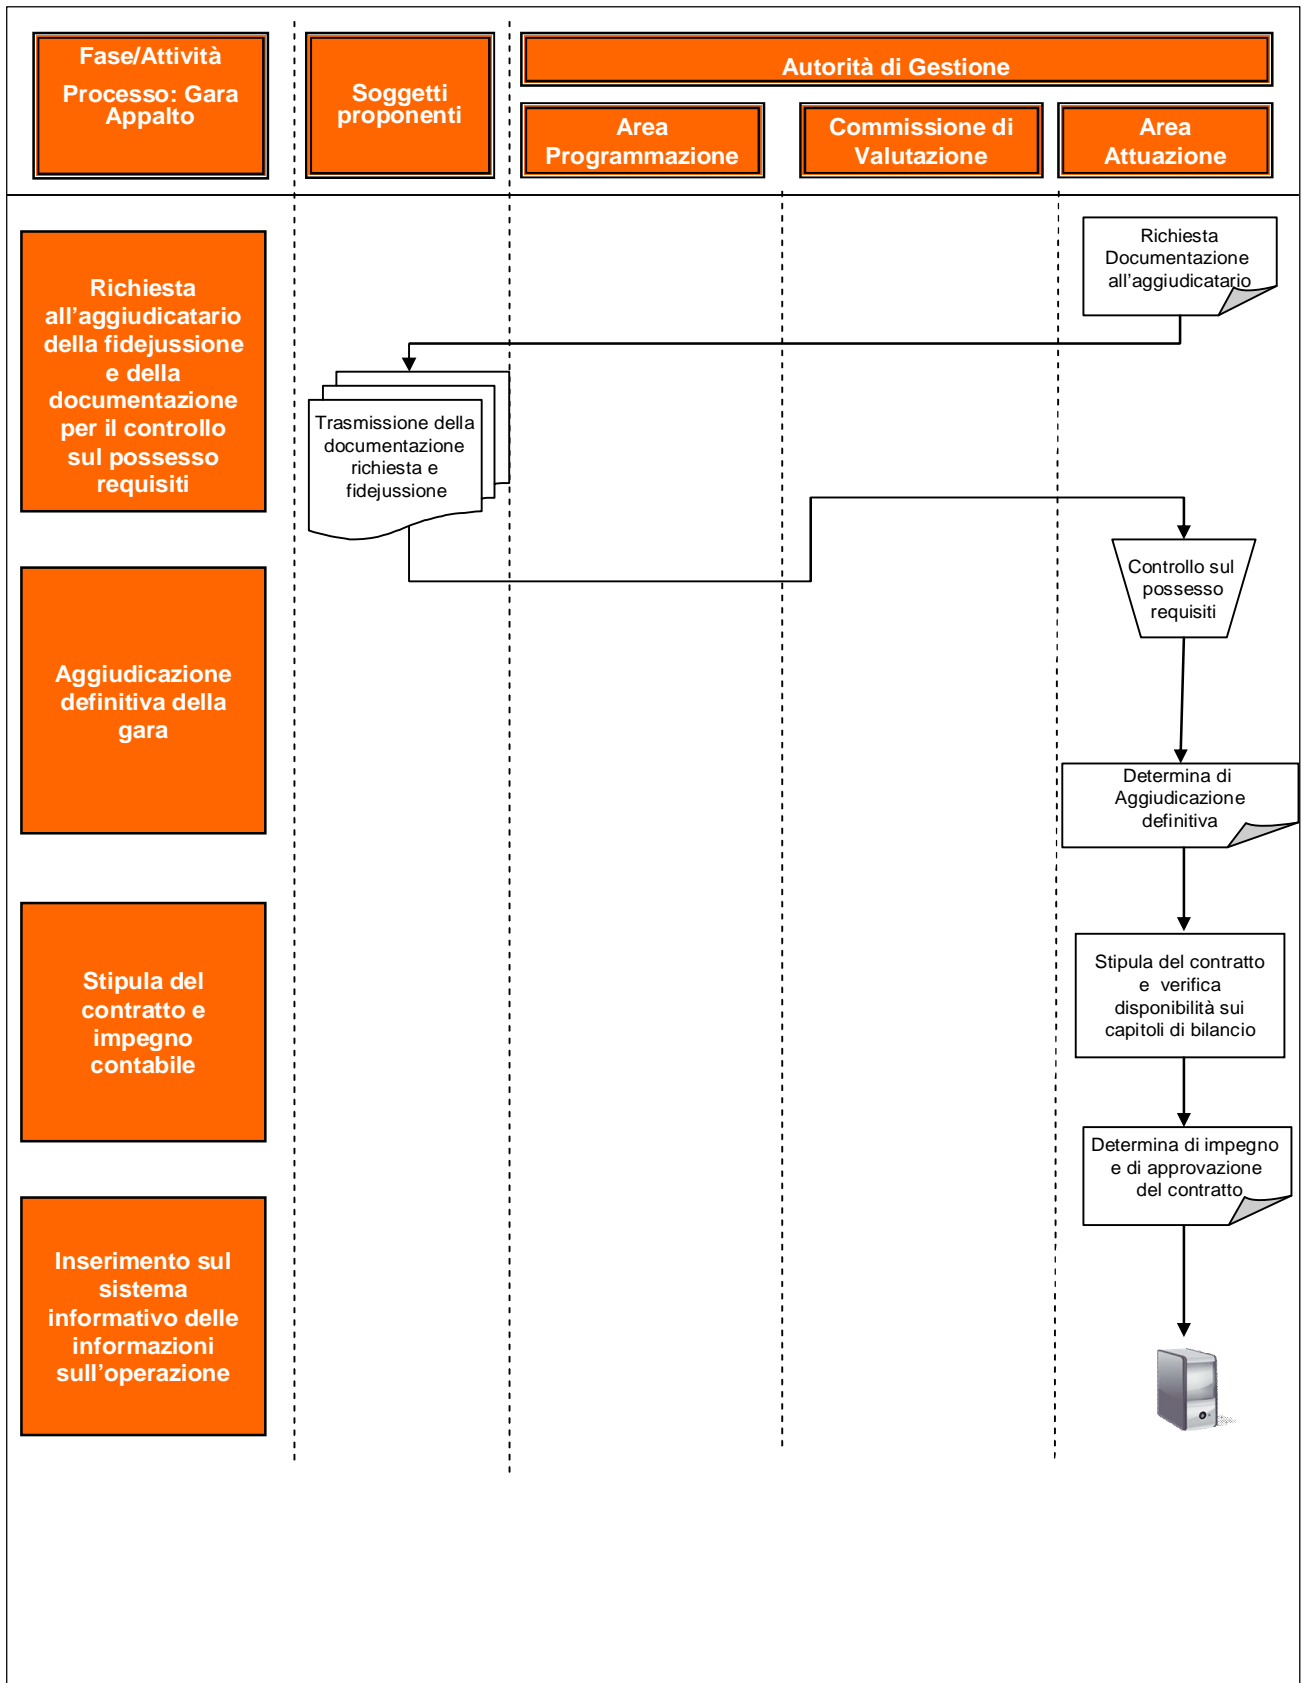 Fase/Attività
Processo: Gara
Appalto
Soggetti
proponenti
Autorità di Gestione
Area
Programmazione
Commissione di
Valutazione
Area
Attuazione
Richiesta
all’aggiudicatario
della fidejussione
e della
documentazione
per il controllo
sul possesso
requisiti
Richiesta
Documentazione
all’aggiudicatario
Trasmissione della
documentazione
richiesta e
fidejussione
Controllo sul
possesso
requisiti
Aggiudicazione
definitiva della
gara
Determina di
Aggiudicazione
definitiva
Stipula del
contratto e
impegno
contabile
Stipula del contratto
e verifica
disponibilità sui
capitoli di bilancio
Determina di impegno
e di approvazione
del contratto
Inserimento sul
sistema
informativo delle
informazioni
sull’operazione